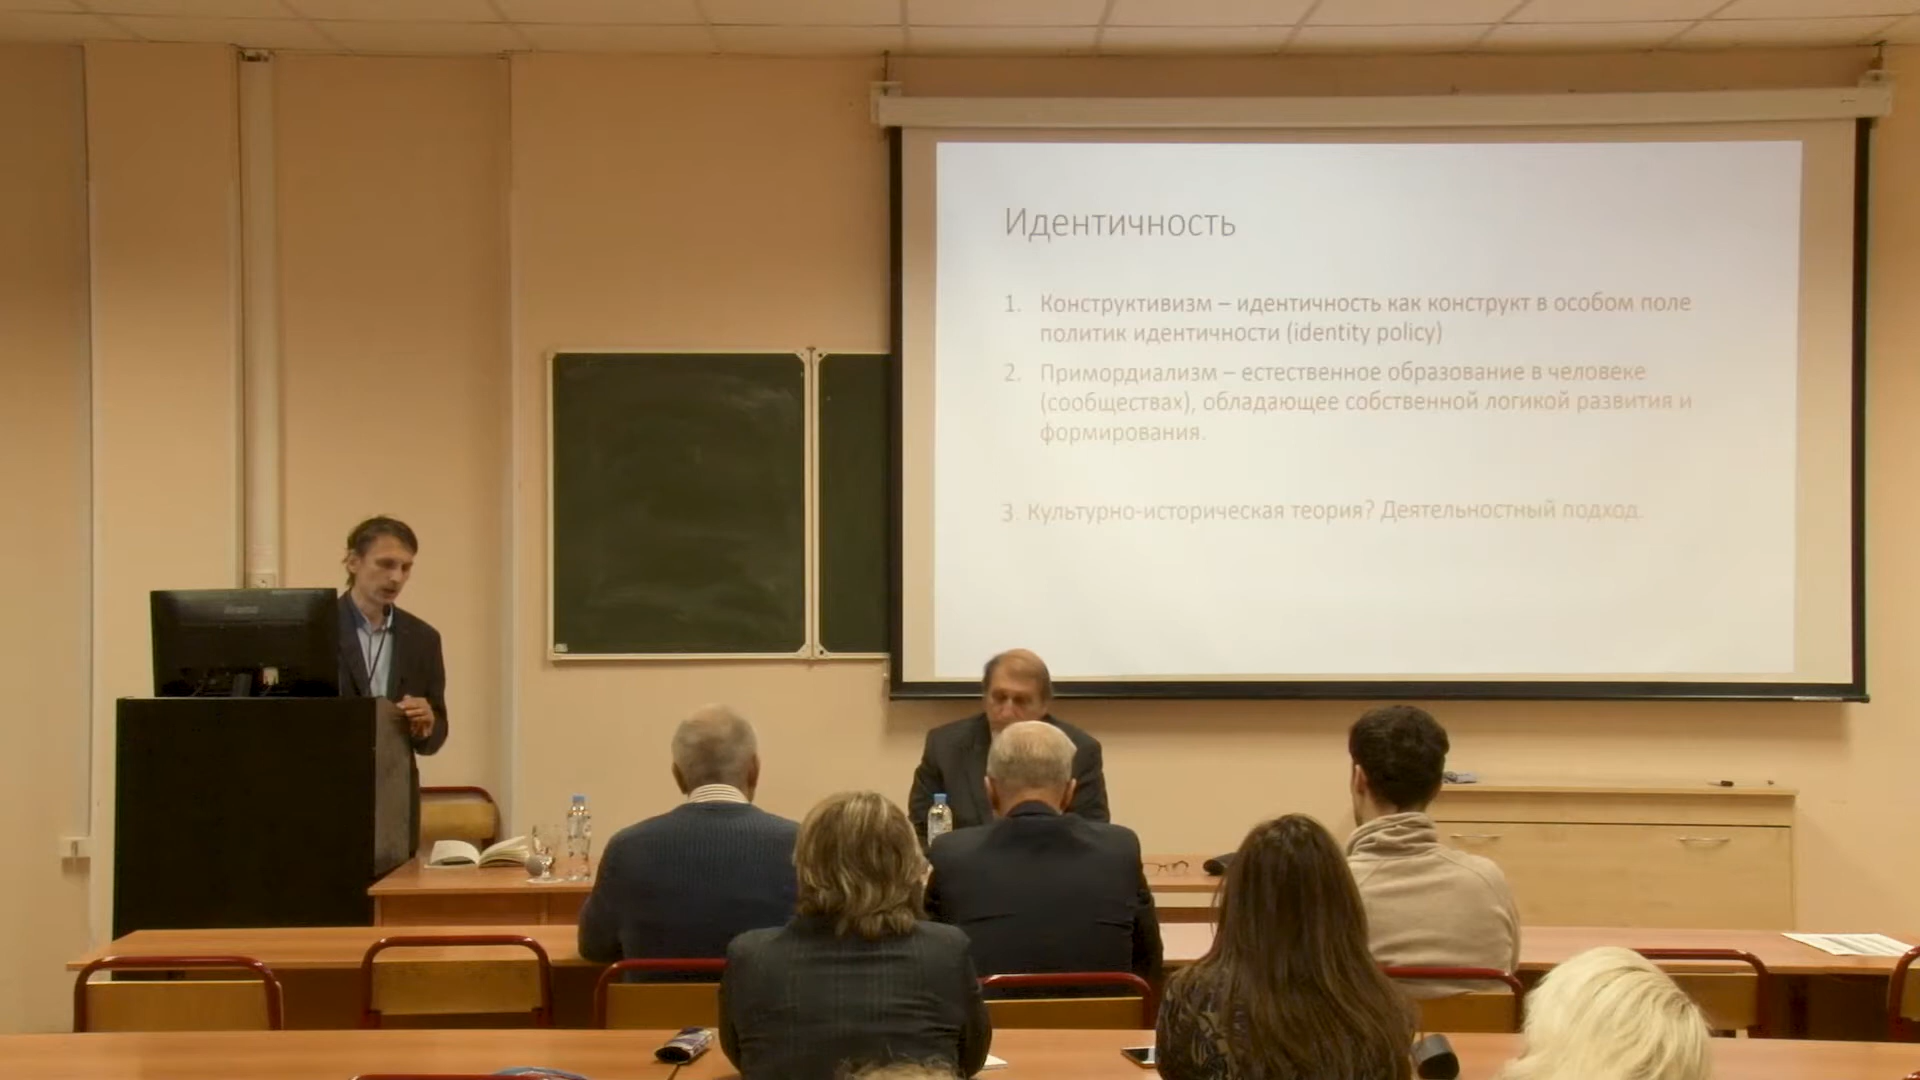 Идентичность
1. Конструктивизм – идентичность как конструкт в особом поле
политик идентичности (identity policy)
2. Примордиализм – естественное образование в человеке
(сообществах), обладающее собственной логикой развития и
формирования.
3. Культурно-историческая теория? Деятельностный подход.